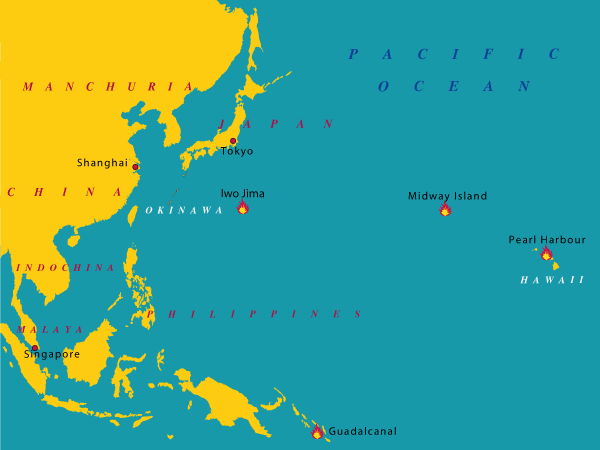 PACIFIC
OCEAN
MANCHURIA
JAPAN
Tokyo
Shanghai
CHINA
Iwo Jima
Midway Island
OKINAWA
Pearl Harbour
INDOCHINA
HAWAII
PHILIPPINES
MALAYA
Singapore
Guadalcanal